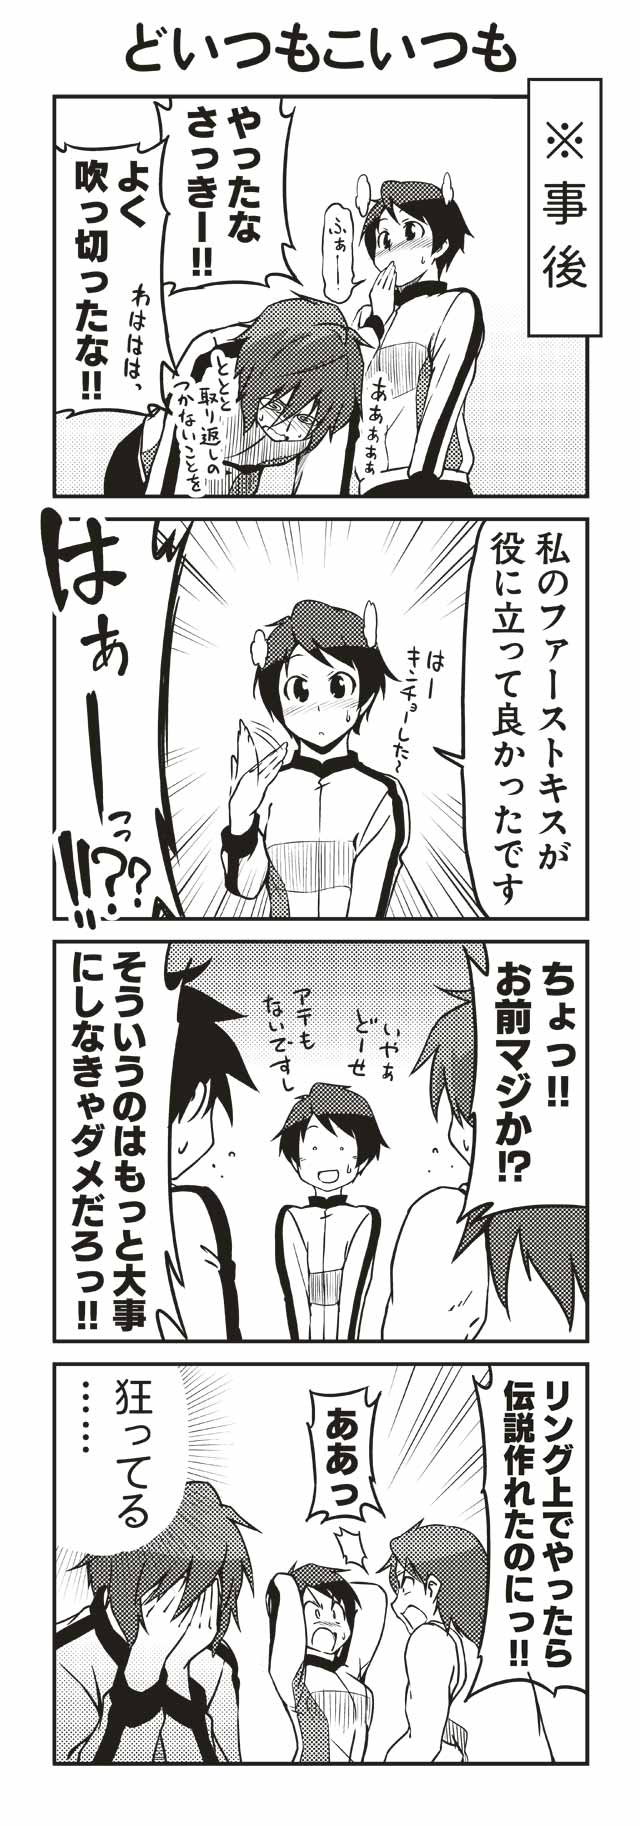 どいつもこいつも
※事後
ふぁー
やったな
さっきー!!
よく
吹っ切ったな!!
わははは、
あああぁぁ
ととと
取り返しの
つかないことを
私のファーストキスが
役に立って良かったです
はー
キンチョーした〜
はぁーっっ!!??
ちょっ!!
お前マジか!?
いやぁ
どーせ
アテも
ないですし
そういうのはもっと大事
にしなきゃダメだろっ!!
リング上でやったら
伝説作れたのにっ!!
ああっ
狂ってる
……